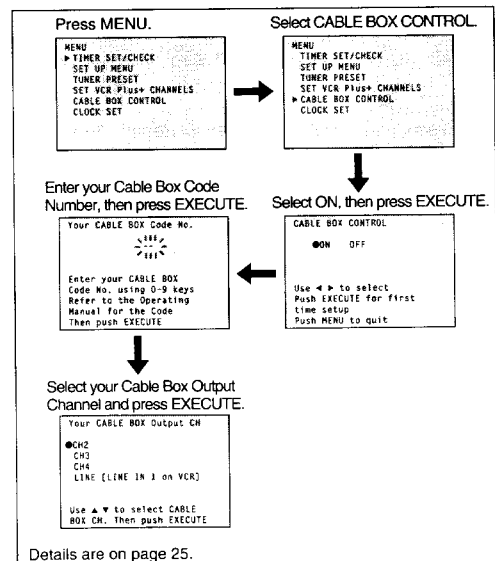 Press MENU.
MENU
▶ TIMER SET/CHECK
SET UP MENU
TUNER PRESET
SET VCR Plus+ CHANNELS
CABLE BOX CONTROL
CLOCK SET
Select CABLE BOX CONTROL.
MENU
TIMER SET/CHECK
SET UP MENU
TUNER PRESET
SET VCR Plus+ CHANNELS
▶ CABLE BOX CONTROL
CLOCK SET
Select ON, then press EXECUTE.
CABLE BOX CONTROL
●ON OFF
Use ◀ ▶ to select
Push EXECUTE for first
time setup
Push MENU to quit
Enter your Cable Box Code
Number, then press EXECUTE.
Your CABLE BOX Code No.
Enter your CABLE BOX
Code No. using 0-9 keys
Refer to the Operating
Manual for the Code
Then push EXECUTE
Select your Cable Box Output
Channel and press EXECUTE.
Your CABLE BOX Output CH
●CH2
CH3
CH4
LINE [LINE IN 1 on VCR]
Use ▲ ▼ to select CABLE
BOX CH. Then push EXECUTE
Details are on page 25.